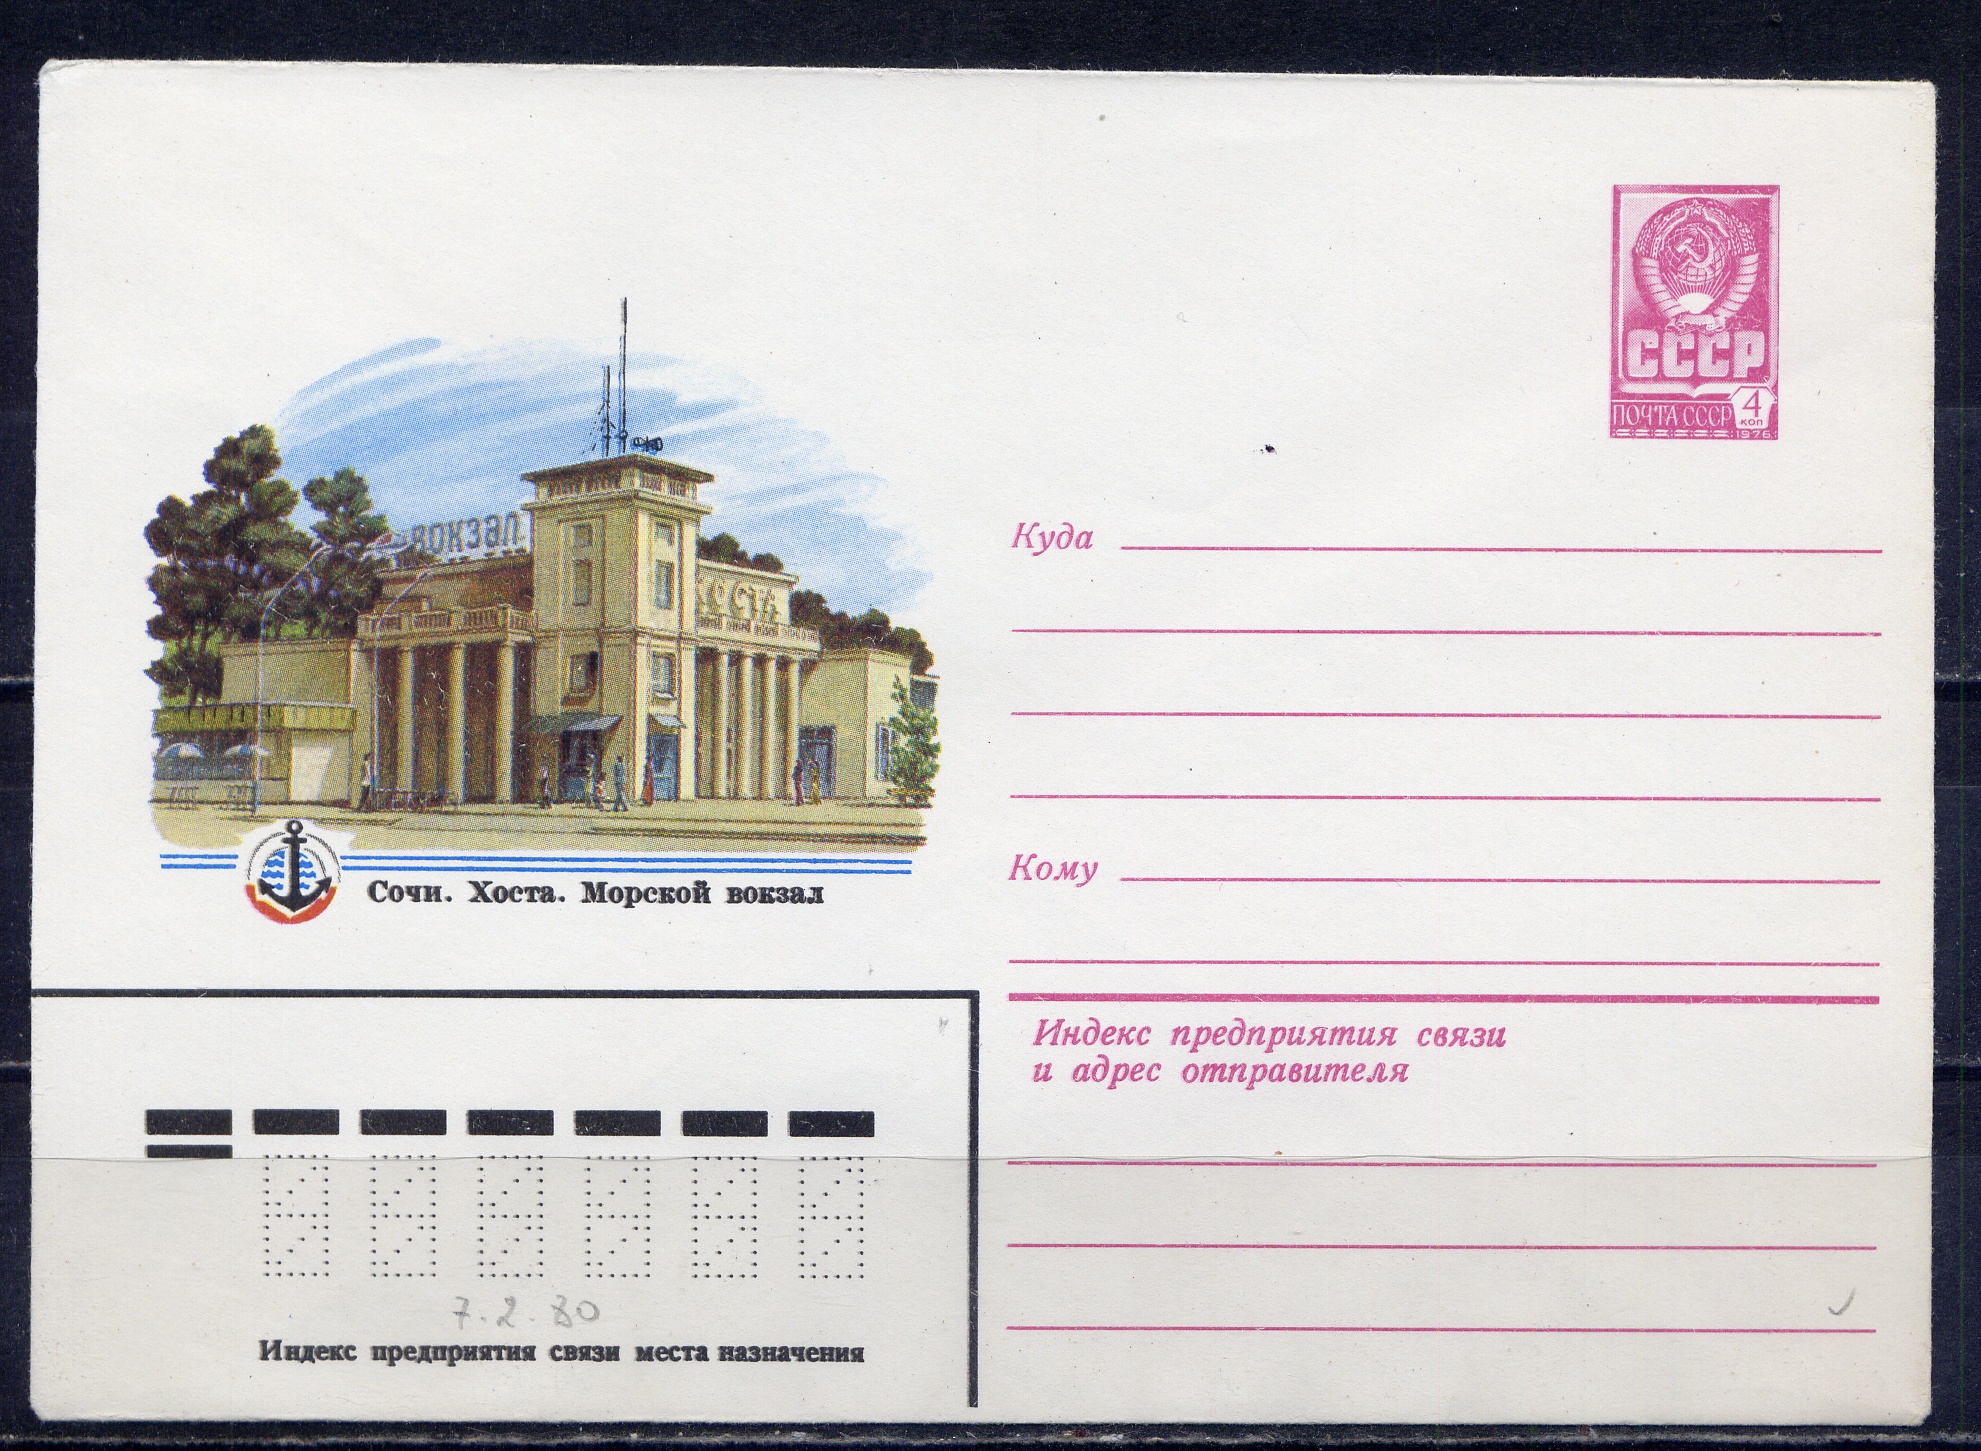 СССР
ПОЧТА СССР 4 КОП
1976
ВОКЗАЛ
ХОСТА
Сочи. Хоста. Морской вокзал
Куда
Кому
Индекс предприятия связи
и адрес отправителя
7.2.80
Индекс предприятия связи места назначения